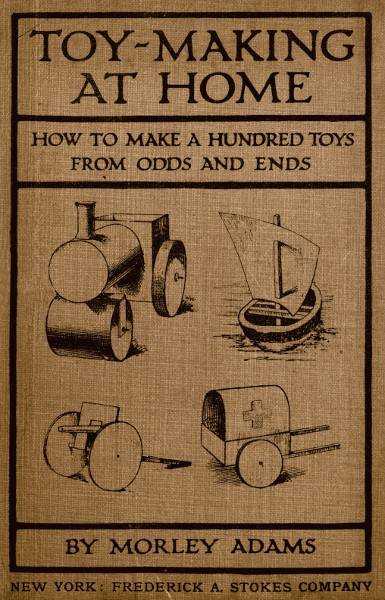 TOY-MAKING
AT HOME
HOW TO MAKE A HUNDRED TOYS
FROM ODDS AND ENDS
BY MORLEY ADAMS
NEW YORK: FREDERICK A. STOKES COMPANY